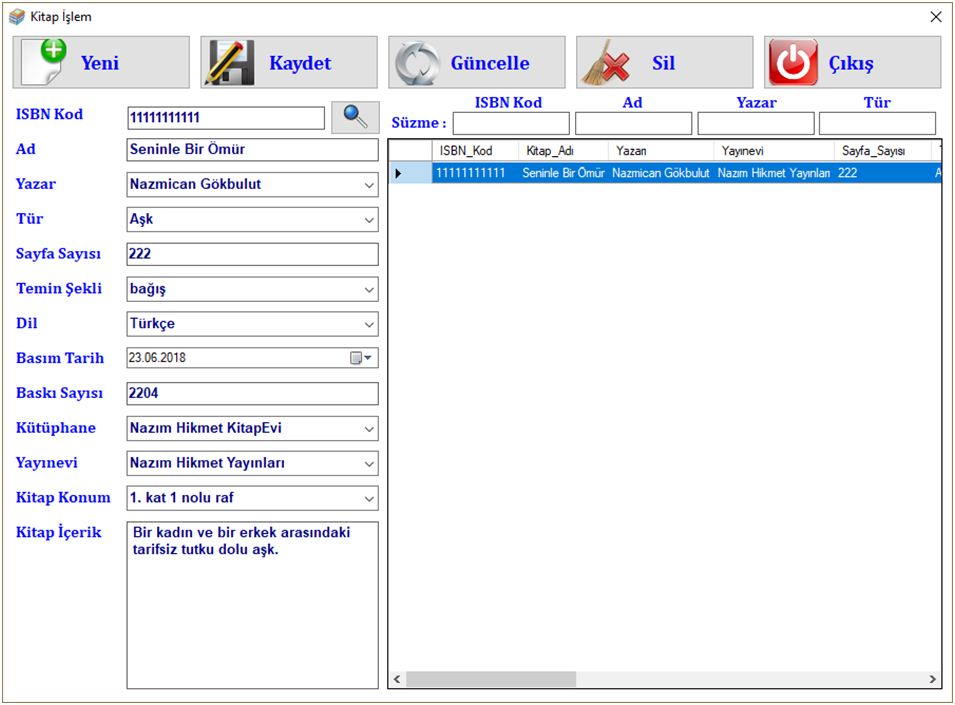 Kitap İşlem
Yeni Kaydet Güncelle Sil Çıkış
ISBN Kod 11111111111
Ad Seninle Bir Ömür
Yazar Nazmican Gökbulut
Tür Aşk
Sayfa Sayısı 222
Temin Şekli bağış
Dil Türkçe
Basım Tarih 23.06.2018
Baskı Sayısı 2204
Kütüphane Nazım Hikmet KitapEvi
Yayınevi Nazım Hikmet Yayınları
Kitap Konum 1. kat 1 nolu raf
Kitap İçerik Bir kadın ve bir erkek arasındaki
tarifsiz tutku dolu aşk.
ISBN Kod Ad Yazar Tür
Süzme :
ISBN_Kod Kitap_Adı Yazarı Yayınevi Sayfa_Sayısı
11111111111 Seninle Bir Ömür Nazmican Gökbulut Nazım Hikmet Yayınları 222 A